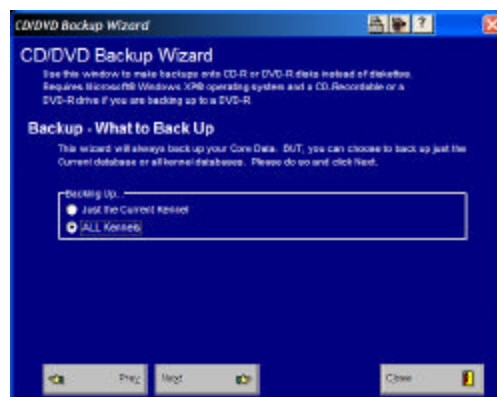 CD/DVD Backup Wizard
?
CD/DVD Backup Wizard
Use this window to make backups onto CD-R or DVD-R disks instead of diskettes.
Requires Microsoft® Windows XP® operating system and a CD-Recordable or a
DVD-R drive if you are backing up to a DVD-R
Backup - What to Back Up
This wizard will always back up your Core Data. BUT, you can choose to back up just the
Current database or all kennel databases. Please do so and click Next.
Backing Up...
Just the Current Kennel
ALL Kennels
Prev
Next
Close